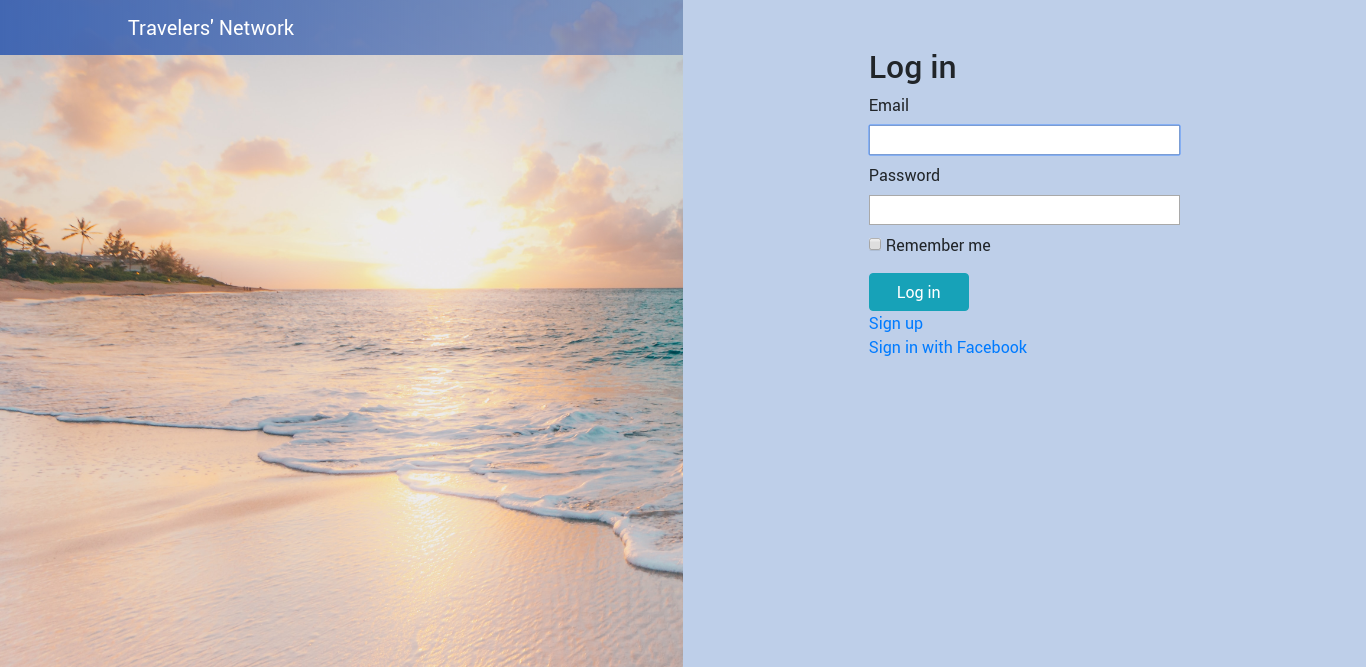 Travelers' Network
Log in
Email
Password
Remember me
Log in
Sign up
Sign in with Facebook